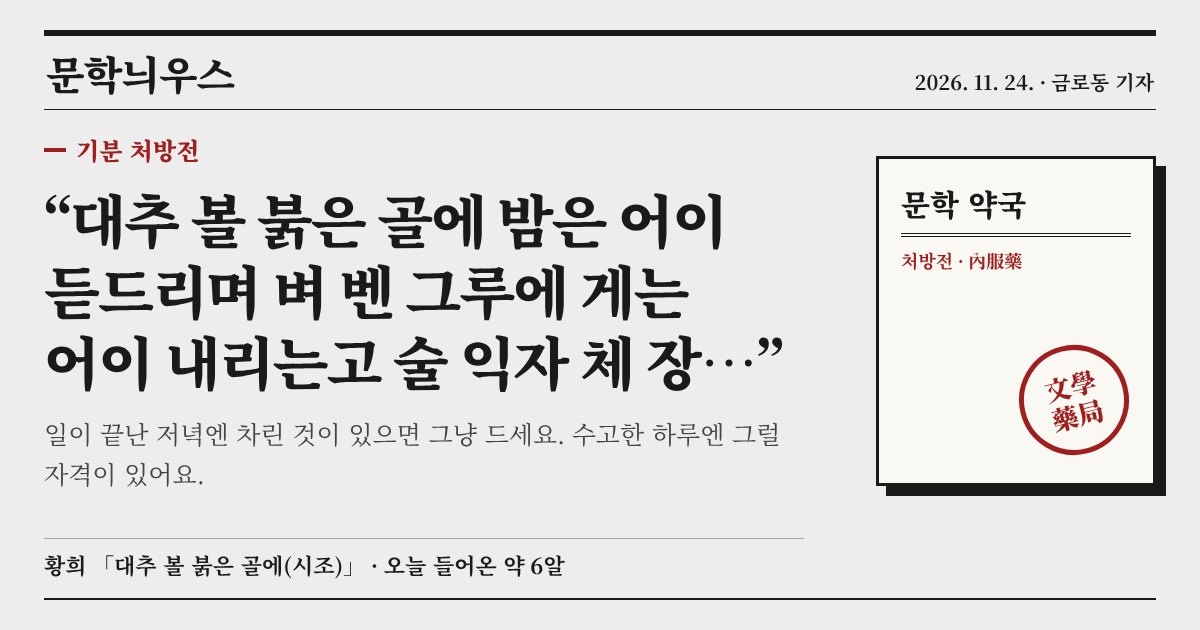 문학늬우스
2026. 11. 24. · 금로동 기자
기분 처방전
“대추 볼 붉은 골에 밤은 어이
듣드리며 벼 벤 그루에 게는
어이 내리는고 술 익자 체 장…”
일이 끝난 저녁엔 차린 것이 있으면 그냥 드세요. 수고한 하루엔 그럴
자격이 있어요.
황희 「대추 볼 붉은 골에(시조)」 · 오늘 들어온 약 6알
문학 약국
처방전 · 內服藥
文學
藥局